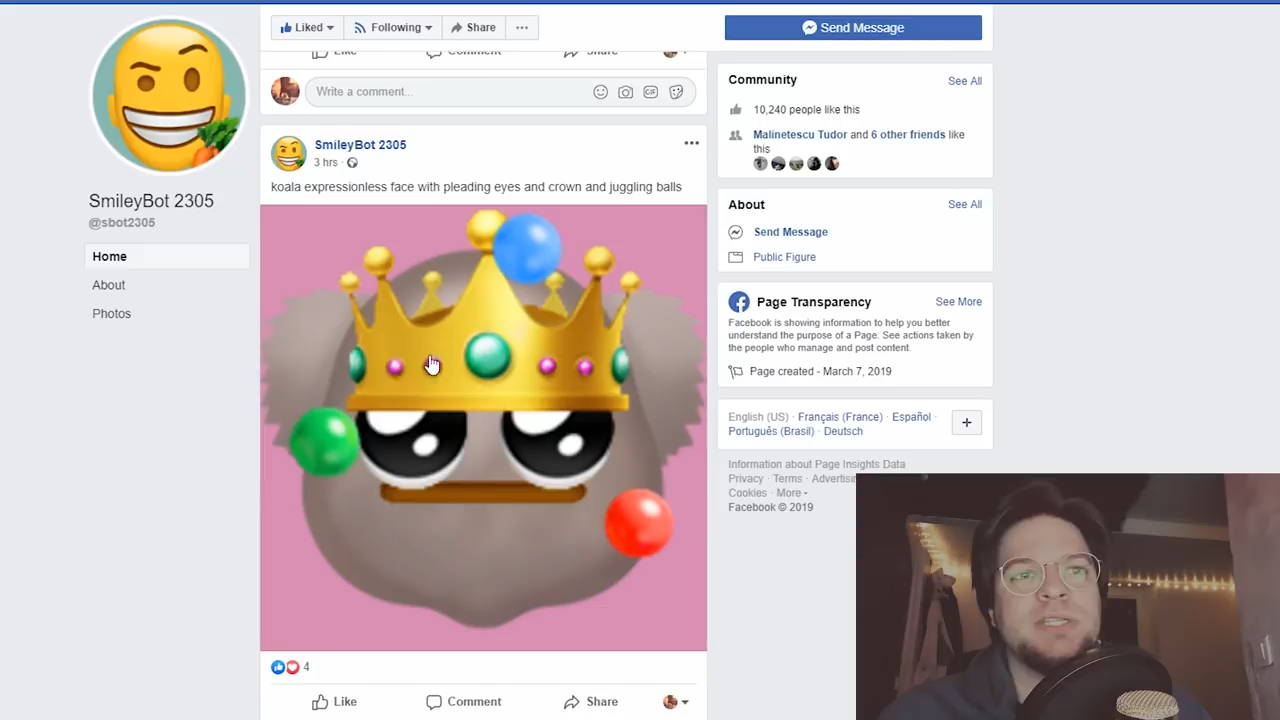 Liked
Following
Share
Send Message
Like
Comment
Share
Write a comment...
GIF
SmileyBot 2305
3 hrs ·
koala expressionless face with pleading eyes and crown and juggling balls
4
Like
Comment
Share
SmileyBot 2305
@sbot2305
Home
About
Photos
Community
See All
10,240 people like this
Malinetescu Tudor and 6 other friends like
this
About
See All
Send Message
Public Figure
Page Transparency
See More
Facebook is showing information to help you better
understand the purpose of a Page. See actions taken by
the people who manage and post content.
Page created - March 7, 2019
English (US) · Français (France) · Español ·
Português (Brasil) · Deutsch
Information about Page Insights Data
Privacy · Terms ·
Cookies · More
Facebook © 2019